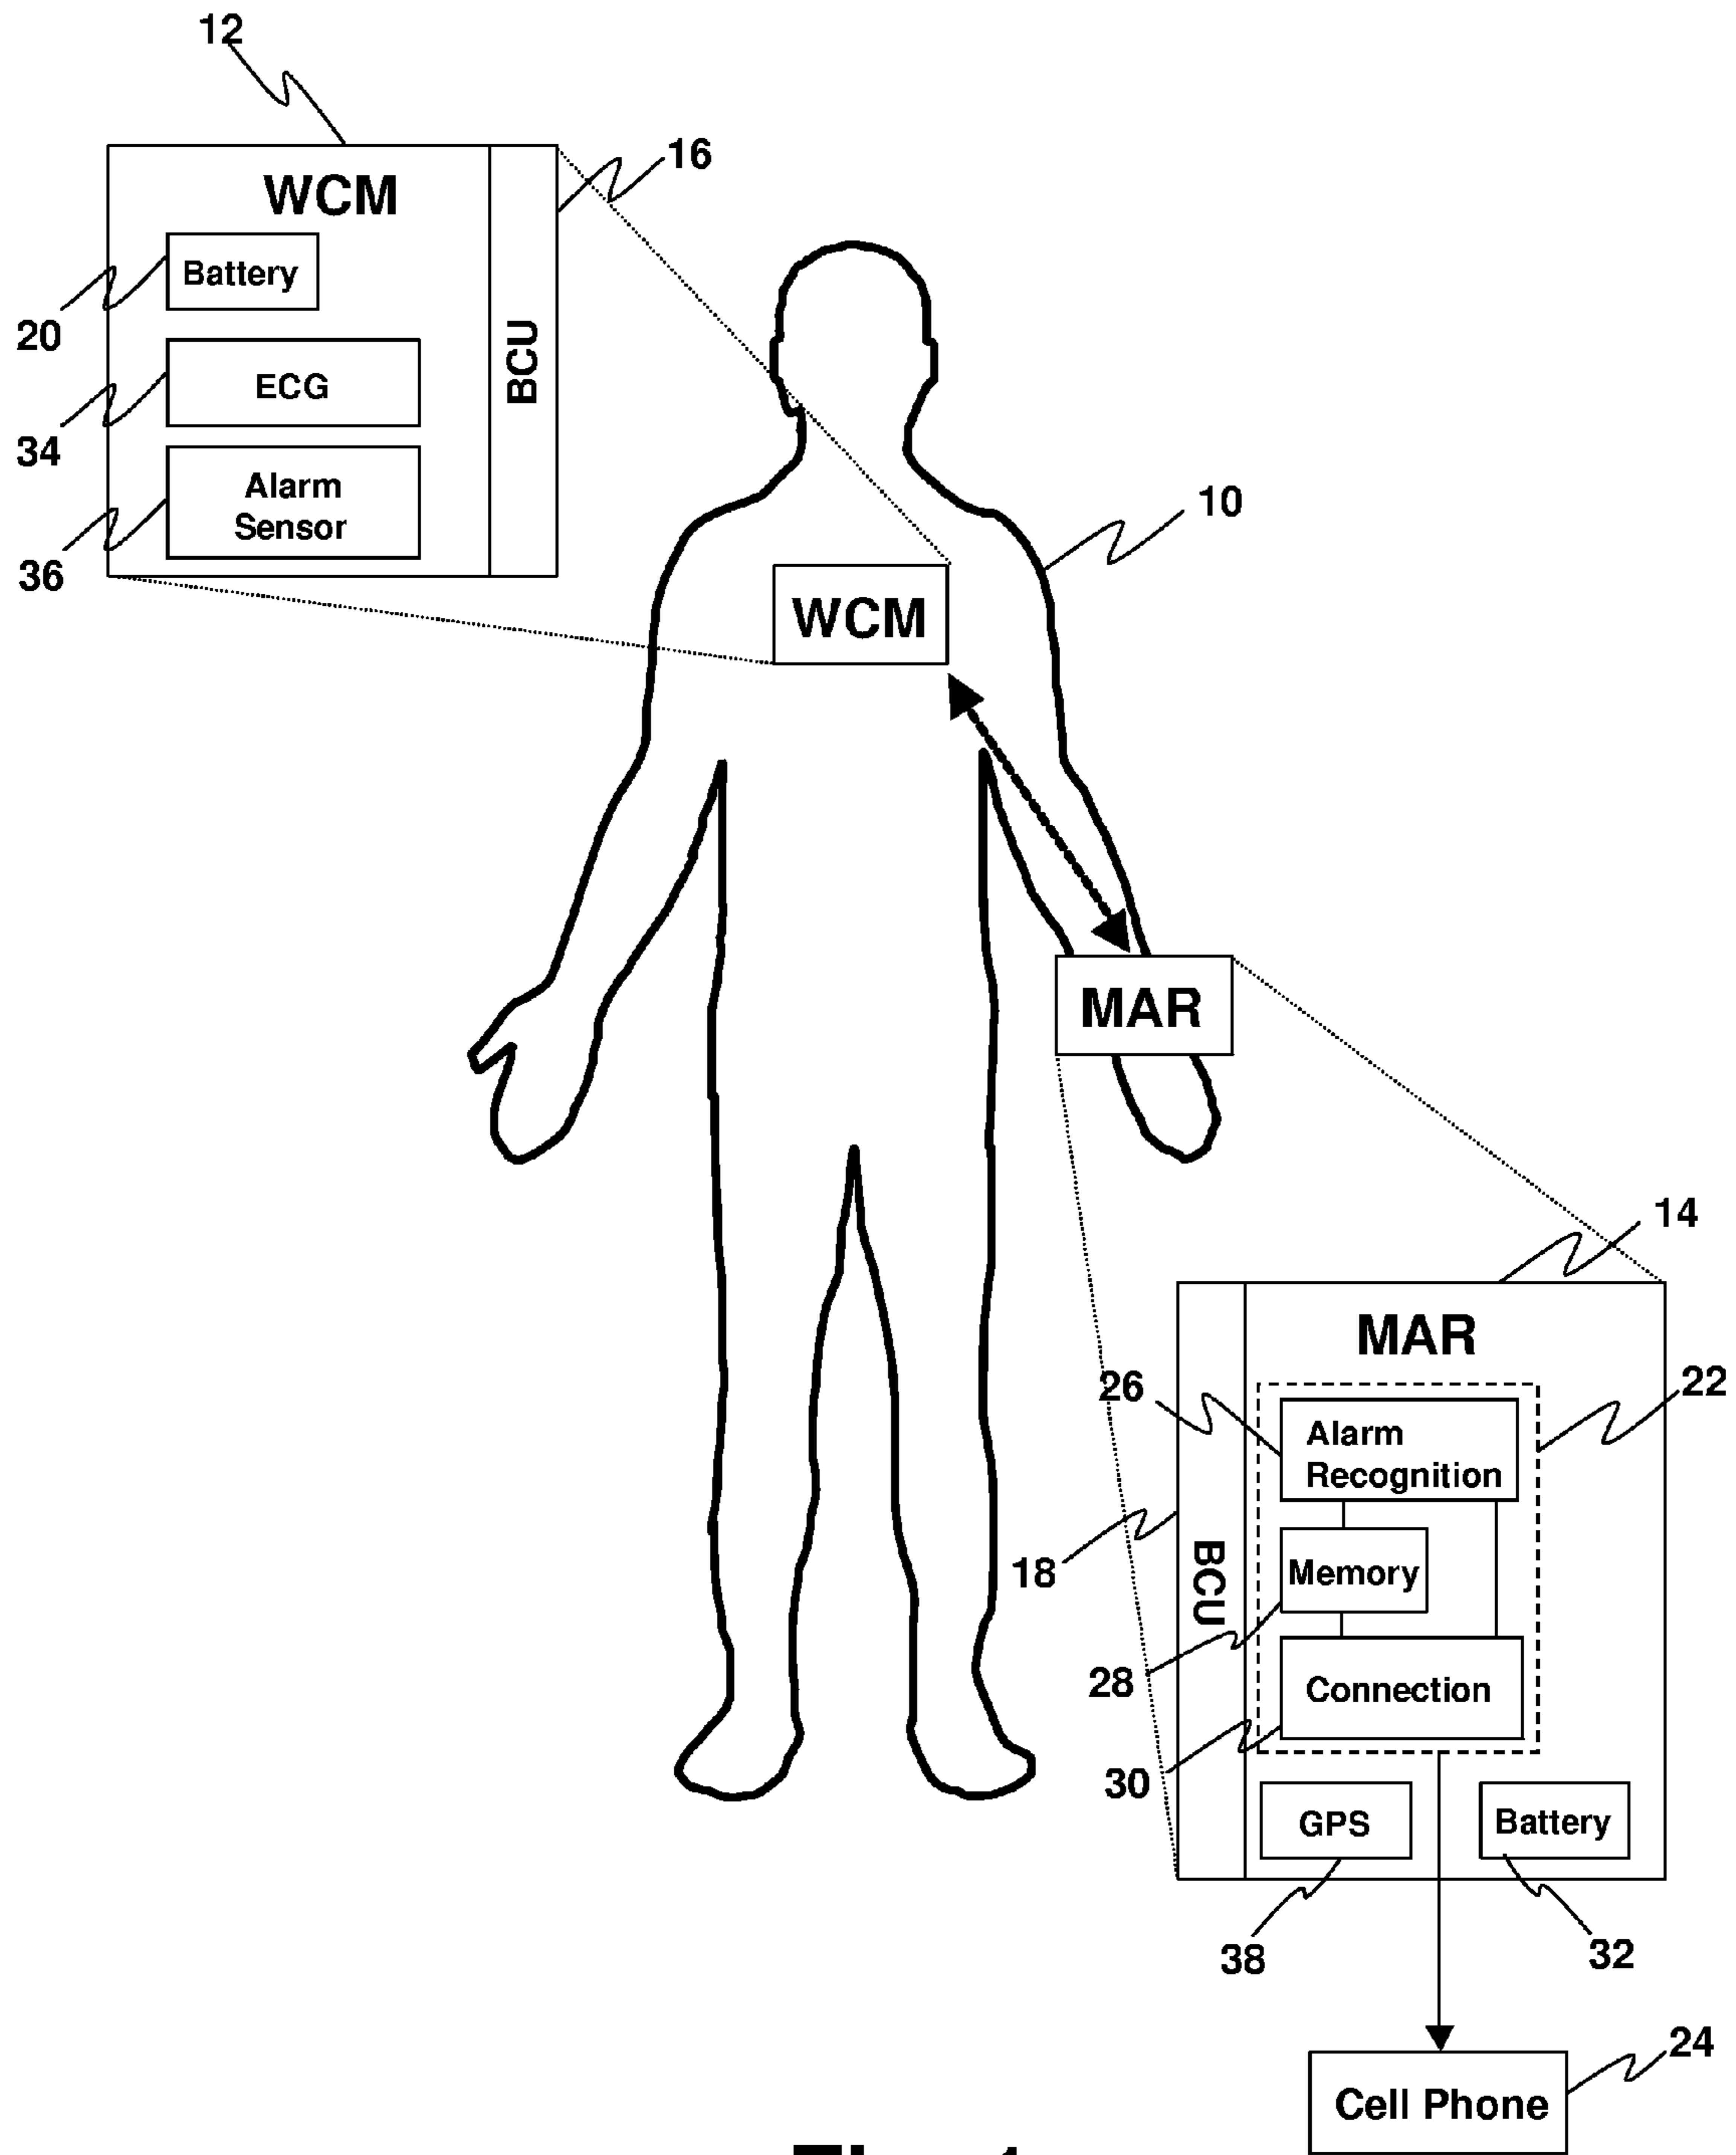 12
16
WCM
Battery
BCU
20
ECG
34
Alarm
Sensor
36
10
WCM
MAR
14
MAR
26
22
Alarm
Recognition
18
BCU
Memory
28
Connection
30
GPS
Battery
38
32
24
Cell Phone